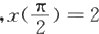 , x(π/2) = 2